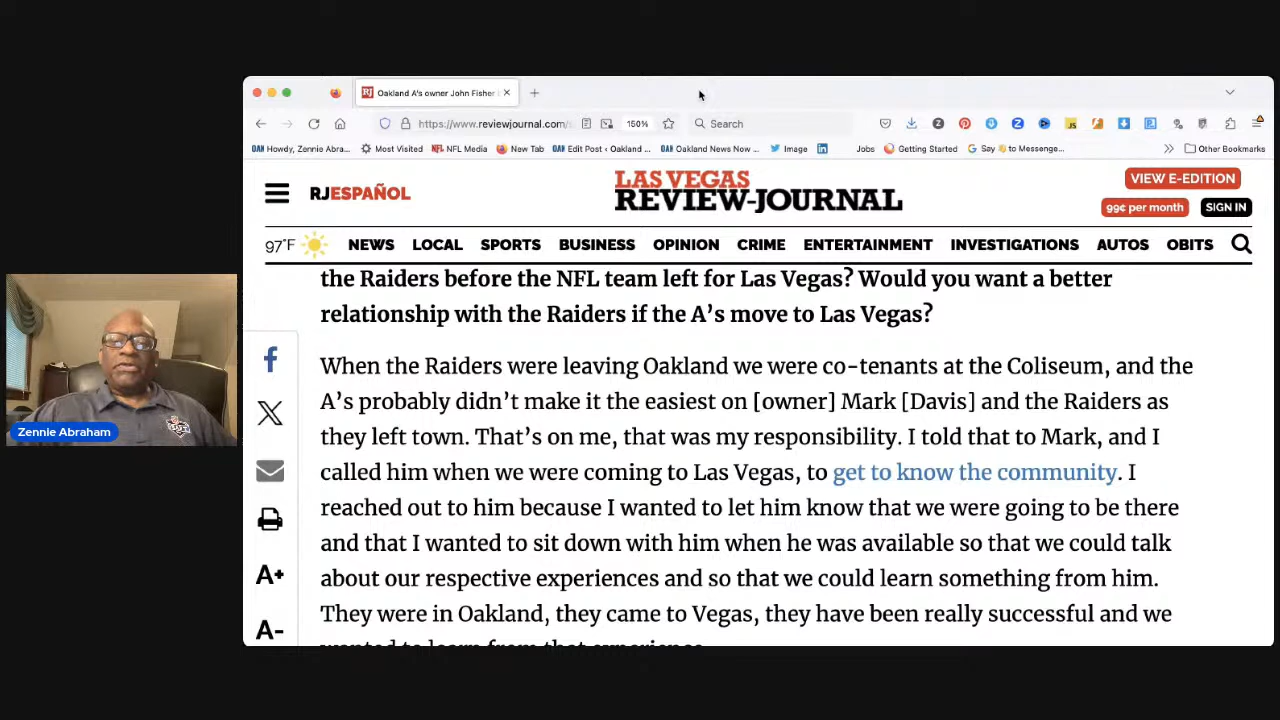 Oakland A's owner John Fisher
https://www.reviewjournal.com/
150%
Search
Howdy, Zennie Abra...
Most Visited
NFL Media
New Tab
Edit Post ‹ Oakland ...
Oakland News Now ...
Image
Jobs
Getting Started
Say 👋 to Messenge...
Other Bookmarks
RJESPAÑOL
LAS VEGAS
REVIEW-JOURNAL
VIEW E-EDITION
99¢ per month
SIGN IN
97°F
NEWS LOCAL SPORTS BUSINESS OPINION CRIME ENTERTAINMENT INVESTIGATIONS AUTOS OBITS
the Raiders before the NFL team left for Las Vegas? Would you want a better
relationship with the Raiders if the A's move to Las Vegas?
When the Raiders were leaving Oakland we were co-tenants at the Coliseum, and the
A's probably didn't make it the easiest on [owner] Mark [Davis] and the Raiders as
they left town. That's on me, that was my responsibility. I told that to Mark, and I
called him when we were coming to Las Vegas, to get to know the community. I
reached out to him because I wanted to let him know that we were going to be there
and that I wanted to sit down with him when he was available so that we could talk
about our respective experiences and so that we could learn something from him.
They were in Oakland, they came to Vegas, they have been really successful and we
wanted to learn from that experience.
A+
A-
Zennie Abraham